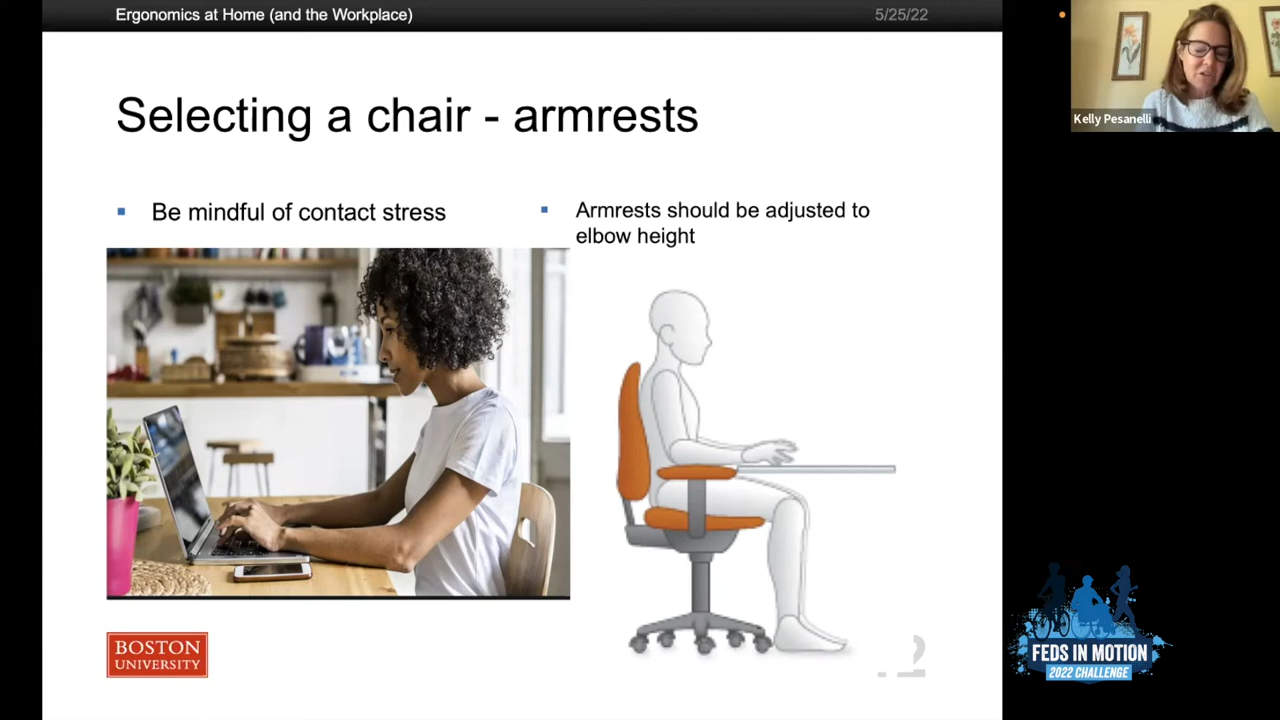 Ergonomics at Home (and the Workplace)
5/25/22
Kelly Pesanelli
Selecting a chair - armrests
▪ Be mindful of contact stress
▪ Armrests should be adjusted to
elbow height
BOSTON
UNIVERSITY
FEDS IN MOTION
2022 CHALLENGE